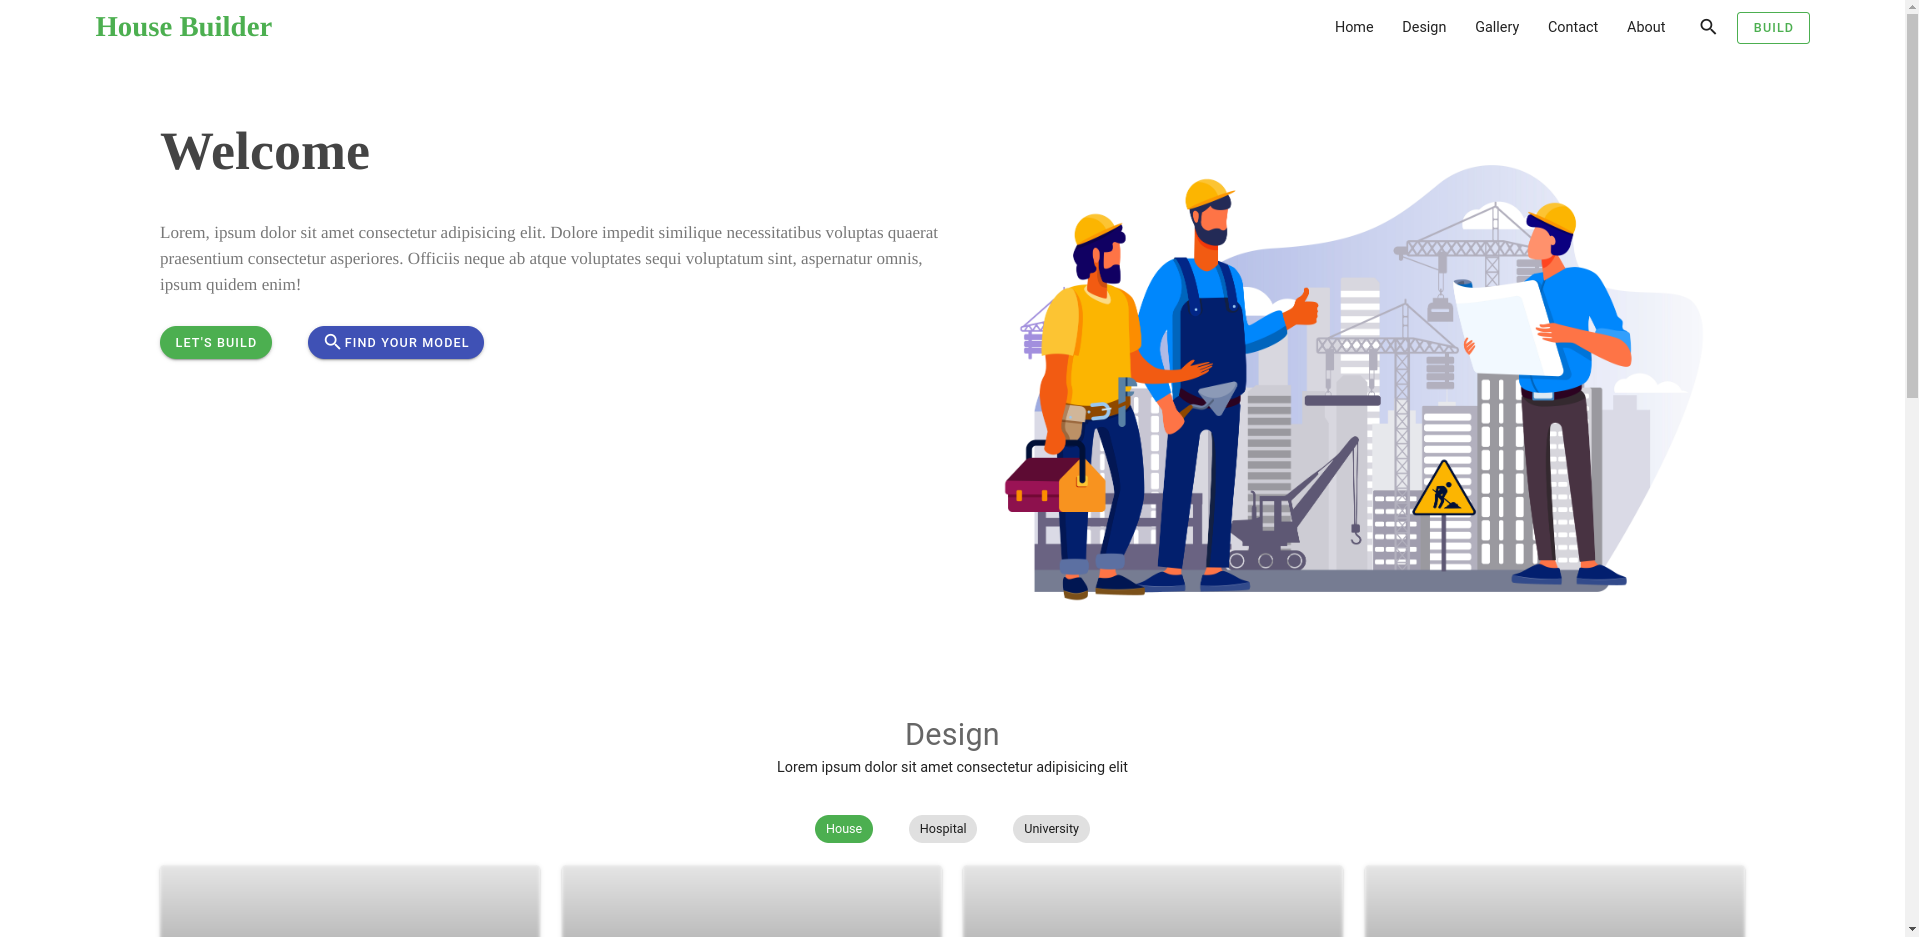 House Builder
Home Design Gallery Contact About BUILD
Welcome
Lorem, ipsum dolor sit amet consectetur adipisicing elit. Dolore impedit similique necessitatibus voluptas quaerat
praesentium consectetur asperiores. Officiis neque ab atque voluptates sequi voluptatum sint, aspernatur omnis,
ipsum quidem enim!
LET'S BUILD FIND YOUR MODEL
Design
Lorem ipsum dolor sit amet consectetur adipisicing elit
House Hospital University